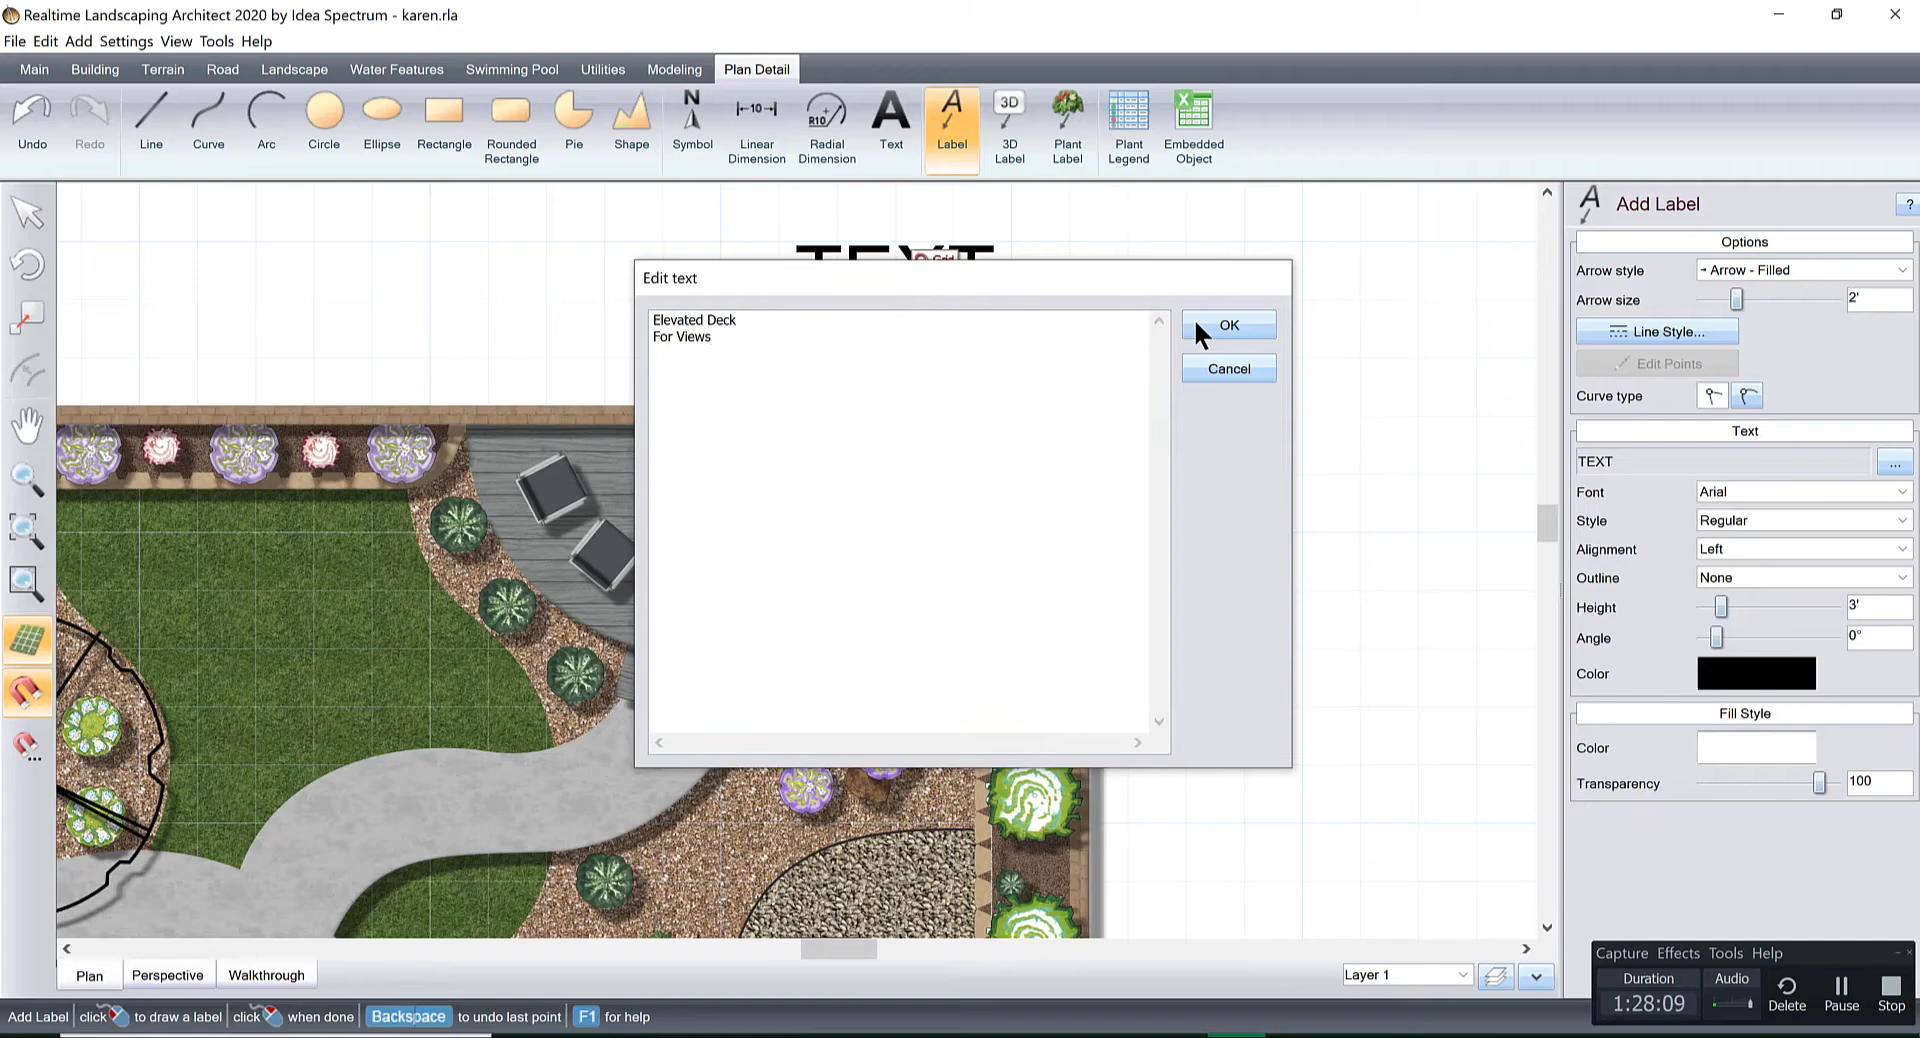 Realtime Landscaping Architect 2020 by Idea Spectrum - karen.rla
File Edit Add Settings View Tools Help
Main Building Terrain Road Landscape Water Features Swimming Pool Utilities Modeling Plan Detail
N 10 R10 A A 3D
Undo Redo Line Curve Arc Circle Ellipse Rectangle Rounded Rectangle Pie Shape Symbol Linear Dimension Radial Dimension Text Label 3D Label Plant Label Plant Legend Embedded Object
TEXT
Grid
Edit text
Elevated Deck
For Views
OK
Cancel
A Add Label ?
Options
Arrow style Arrow - Filled
Arrow size 2'
Line Style...
Edit Points
Curve type
Text
TEXT ...
Font Arial
Style Regular
Alignment Left
Outline None
Height 3'
Angle 0°
Color
Fill Style
Color
Transparency 100
Plan Perspective Walkthrough
Layer 1
Capture Effects Tools Help
Duration Audio
1:28:09 Delete Pause Stop
Add Label click to draw a label click when done Backspace to undo last point F1 for help